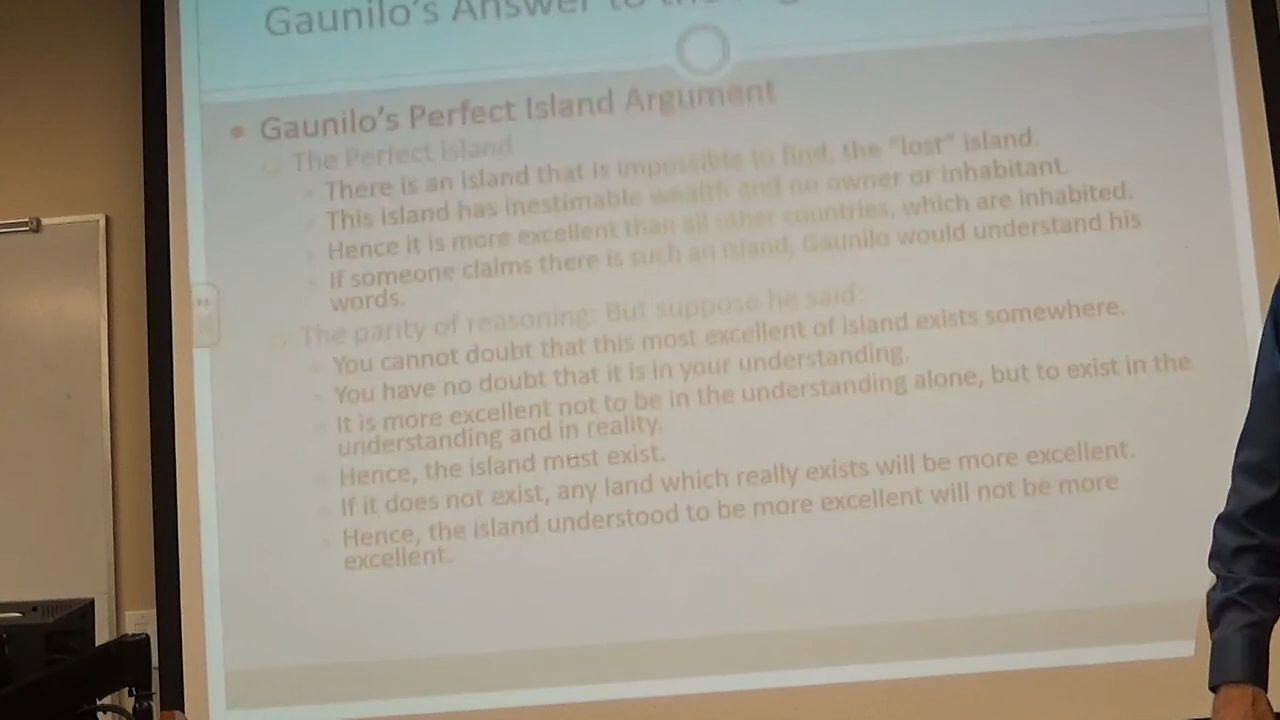 Gaunilo's Answer to the
• Gaunilo's Perfect Island Argument
The Perfect Island
There is an island that is impossible to find, the "lost" island.
This island has inestimable wealth and no owner or inhabitant.
Hence it is more excellent than all other countries, which are inhabited.
If someone claims there is such an island, Gaunilo would understand his
words.
The parity of reasoning: But suppose he said:
You cannot doubt that this most excellent of island exists somewhere.
You have no doubt that it is in your understanding.
It is more excellent not to be in the understanding alone, but to exist in the
understanding and in reality.
Hence, the island must exist.
If it does not exist, any land which really exists will be more excellent.
Hence, the island understood to be more excellent will not be more
excellent.